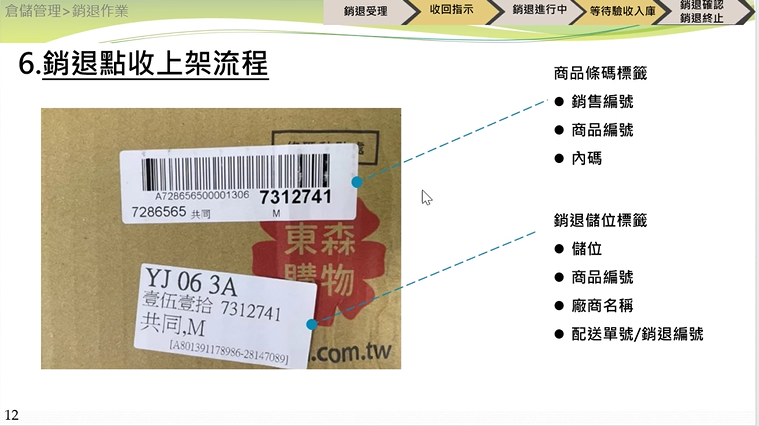 倉儲管理>銷退作業
銷退受理
收回指示
銷退進行中
等待驗收入庫
銷退確認
銷退終止
6.銷退點收上架流程
商品條碼標籤
● 銷售編號
● 商品編號
● 內碼
A728656500001306
7312741
7286565 共同
M
東森
購物
銷退儲位標籤
● 儲位
● 商品編號
● 廠商名稱
● 配送單號/銷退編號
YJ 06 3A
壹伍壹拾 7312741
共同,M
[A801391178986-28147089]
.com.tw
12